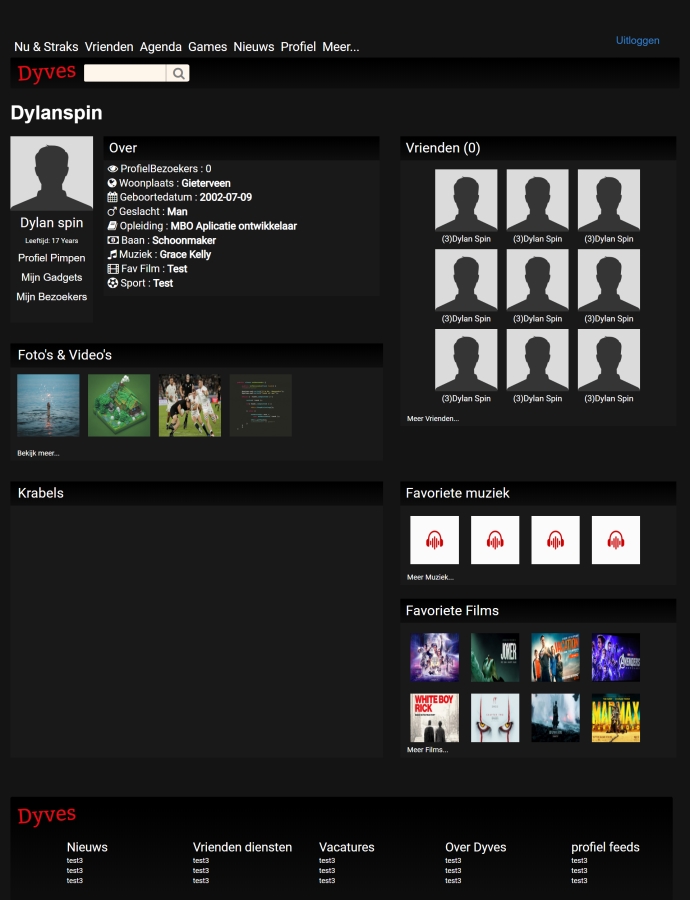 Uitloggen
Nu & Straks Vrienden Agenda Games Nieuws Profiel Meer...
Dyves
Dylanspin
Over
ProfielBezoekers : 0
Woonplaats : Gieterveen
Geboortedatum : 2002-07-09
Geslacht : Man
Opleiding : MBO Aplicatie ontwikkelaar
Baan : Schoonmaker
Muziek : Grace Kelly
Fav Film : Test
Sport : Test
Dylan spin
Leeftijd: 17 Years
Profiel Pimpen
Mijn Gadgets
Mijn Bezoekers
Vrienden (0)
(3)Dylan Spin (3)Dylan Spin (3)Dylan Spin
(3)Dylan Spin (3)Dylan Spin (3)Dylan Spin
(3)Dylan Spin (3)Dylan Spin (3)Dylan Spin
Meer Vrienden...
Foto's & Video's
Bekijk meer...
Krabels
Favoriete muziek
Meer Muziek...
Favoriete Films
JOKER
AVENGERS
WHITE BOY
RICK
IT
MAD MAX
Meer Films...
Dyves
Nieuws Vrienden diensten Vacatures Over Dyves profiel feeds
test3 test3 test3 test3 test3
test3 test3 test3 test3 test3
test3 test3 test3 test3 test3